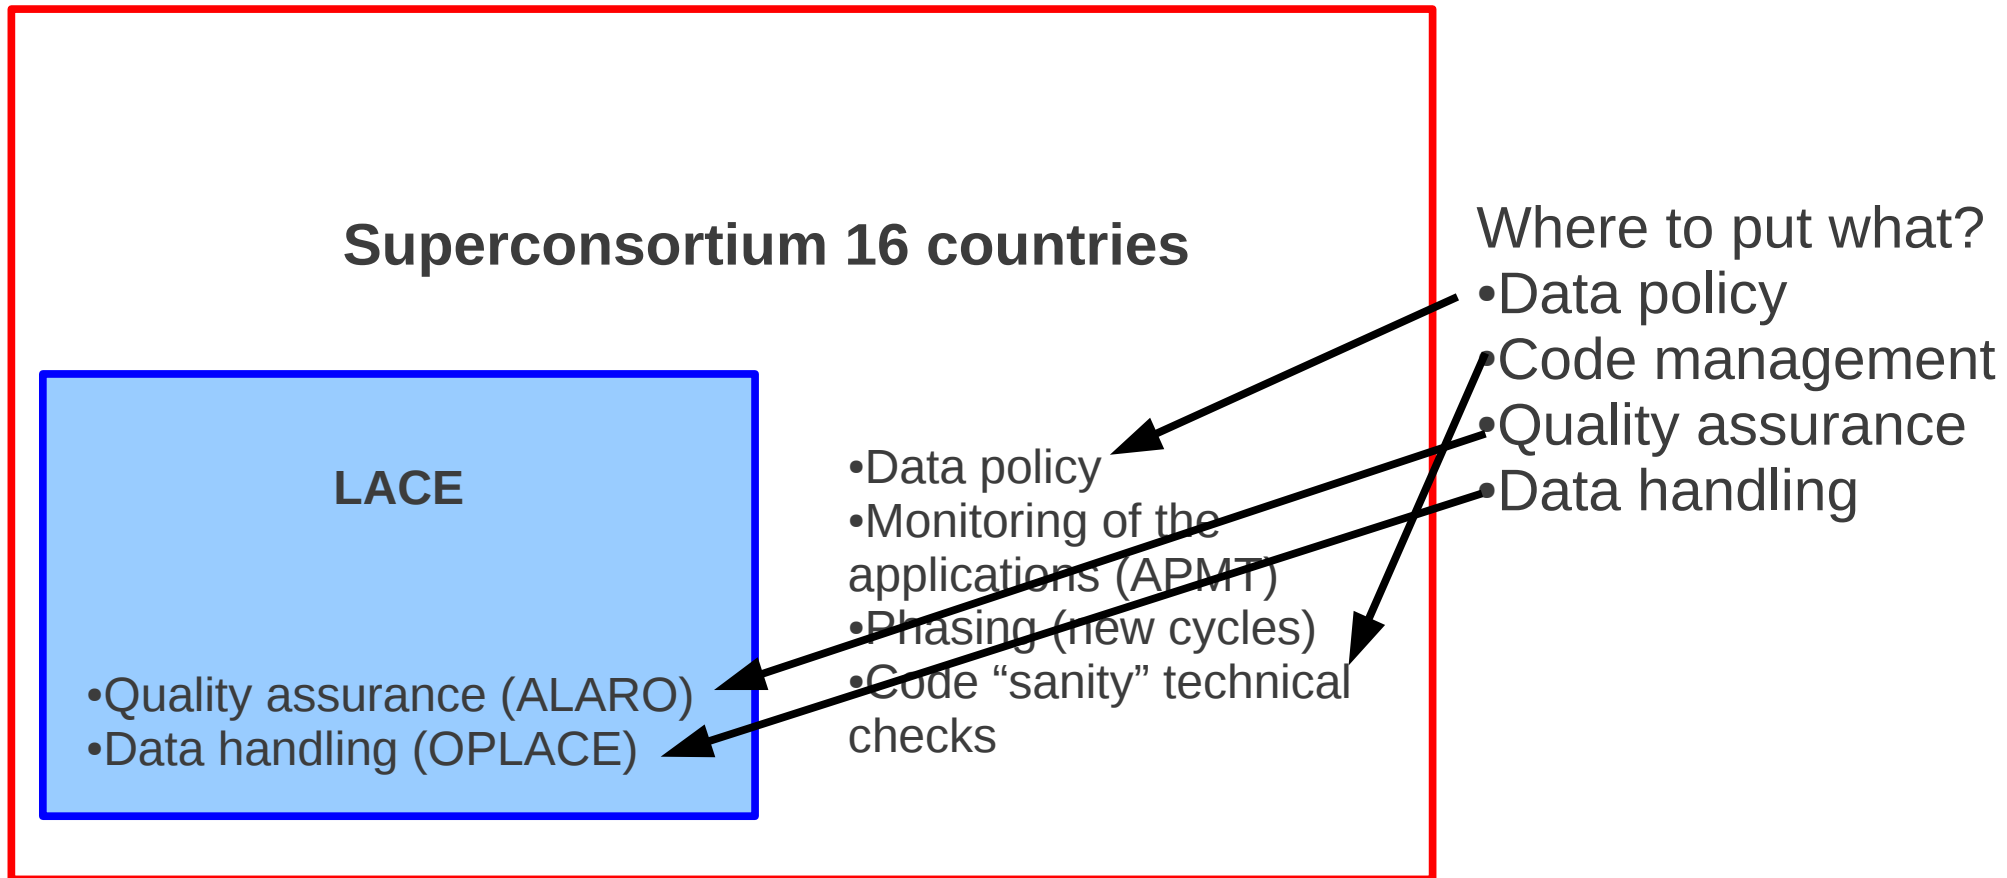 Superconsortium 16 countries
LACE
•Quality assurance (ALARO)
•Data handling (OPLACE)
•Data policy
•Monitoring of the
applications (APMT)
•Phasing (new cycles)
•Code “sanity” technical
checks
Where to put what?
•Data policy
•Code management
•Quality assurance
•Data handling